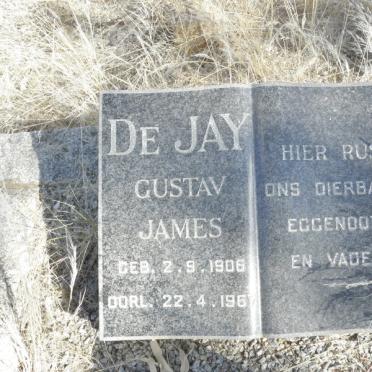 De Jay
Gustav
James
Geb. 2.9.1906
Oorl. 22.4.1967
Hier Rus
ons dierba
eggenoot
en vade